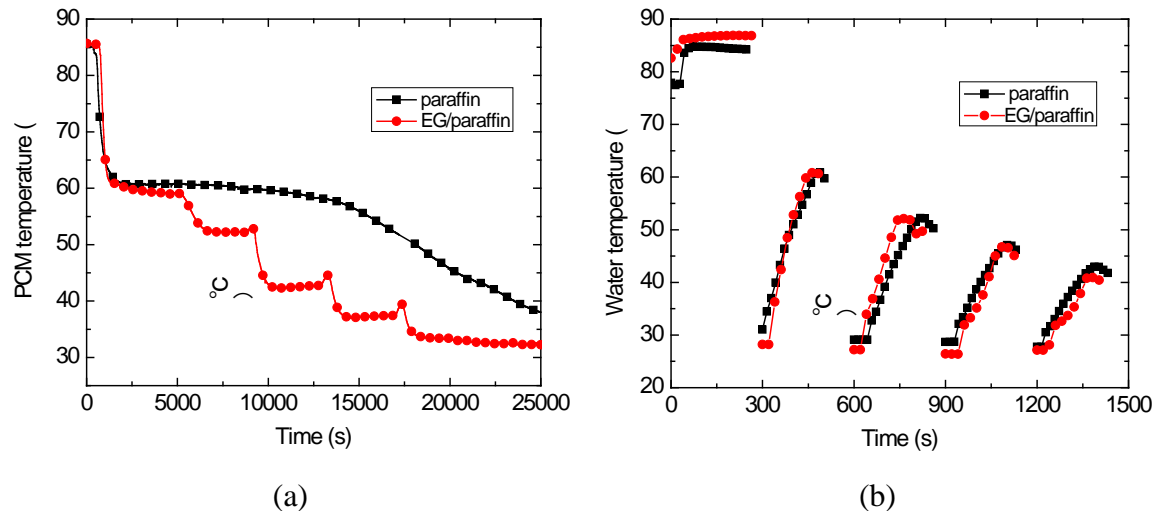 90
80
70
60
50
40
30
0
5000
10000
15000
20000
25000
PCM temperature (
℃)
Time (s)
paraffin
EG/paraffin
(a)
90
80
70
60
50
40
30
20
0
300
600
900
1200
1500
Water temperature (
℃)
Time (s)
paraffin
EG/paraffin
(b)